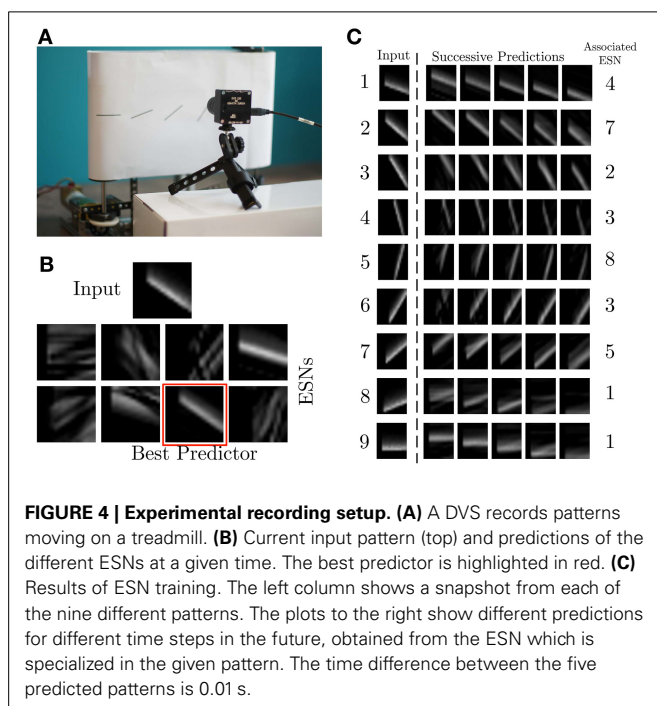 A
B
Input
ESNs
Best Predictor
C
Input
Successive Predictions
Associated
ESN
1
4
2
7
3
2
4
3
5
8
6
3
7
5
8
1
9
1
FIGURE 4 | Experimental recording setup. (A) A DVS records patterns
moving on a treadmill. (B) Current input pattern (top) and predictions of the
different ESNs at a given time. The best predictor is highlighted in red. (C)
Results of ESN training. The left column shows a snapshot from each of
the nine different patterns. The plots to the right show different predictions
for different time steps in the future, obtained from the ESN which is
specialized in the given pattern. The time difference between the five
predicted patterns is 0.01 s.